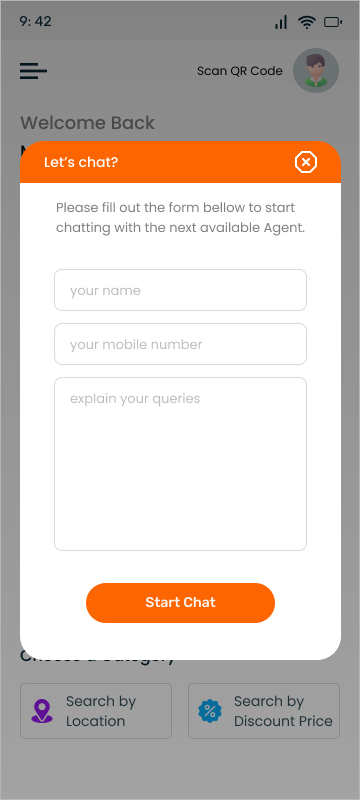 9: 42
Scan QR Code
Welcome Back
Let's chat?
Please fill out the form bellow to start
chatting with the next available Agent.
your name
your mobile number
explain your queries
Start Chat
Choose a Category
Search by
Location
Search by
Discount Price